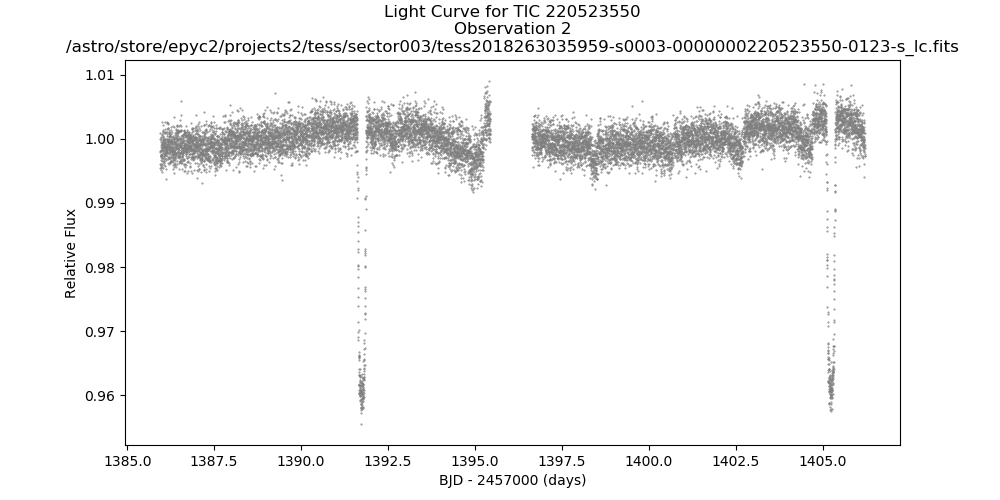 Light Curve for TIC 220523550
Observation 2
/astro/store/epyc2/projects2/tess/sector003/tess2018263035959-s0003-0000000220523550-0123-s_lc.fits
1.01
1.00
0.99
0.98
0.97
0.96
Relative Flux
1385.0 1387.5 1390.0 1392.5 1395.0 1397.5 1400.0 1402.5 1405.0
BJD - 2457000 (days)